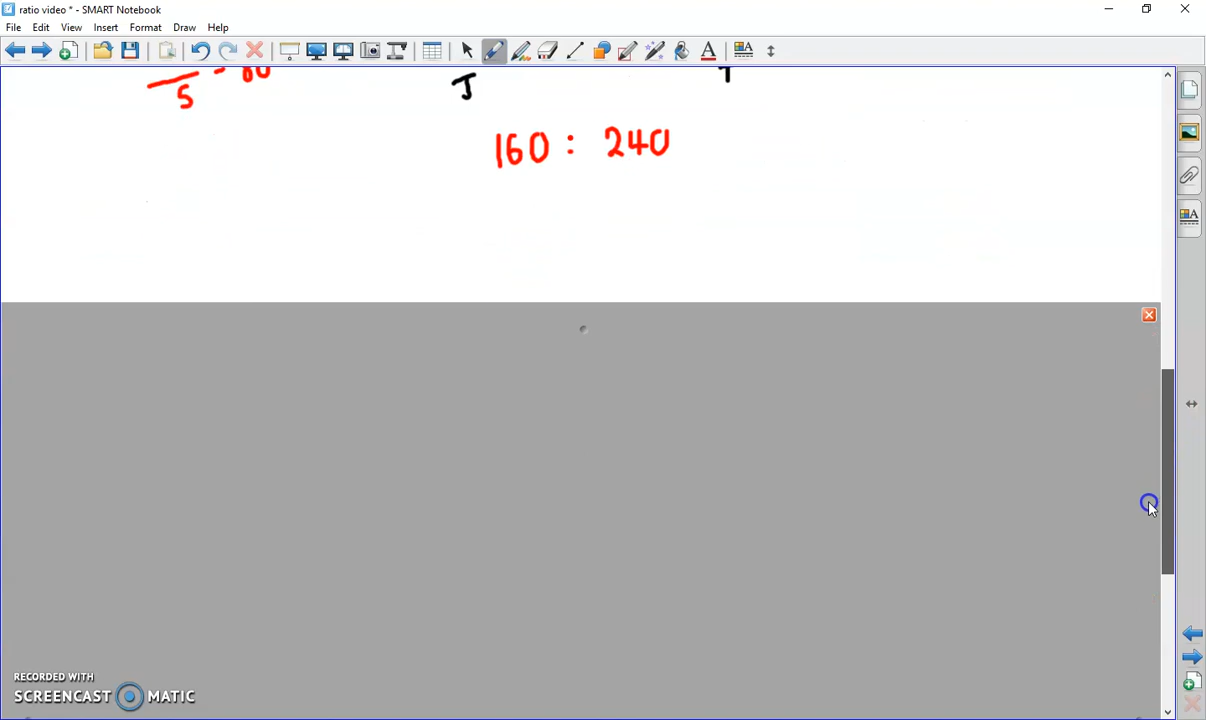 ratio video * - SMART Notebook
File Edit View Insert Format Draw Help
5
J
160 : 240
RECORDED WITH
SCREENCAST MATIC